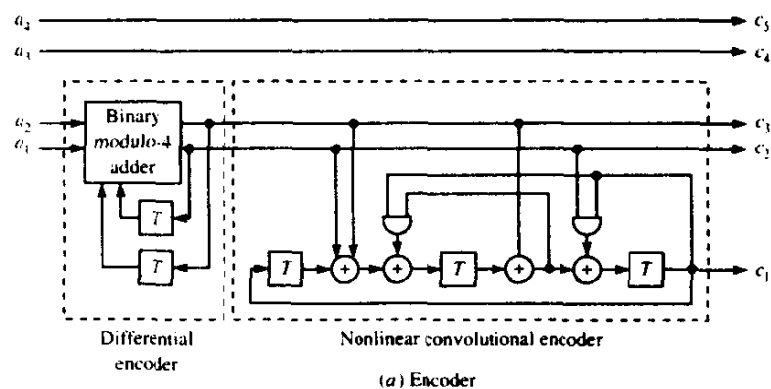 a4 c5
a3 c4
a2 Binary c3
modulo-4
a1 adder c2
T
T T + + T + + T c1
Differential encoder
Nonlinear convolutional encoder
(a) Encoder